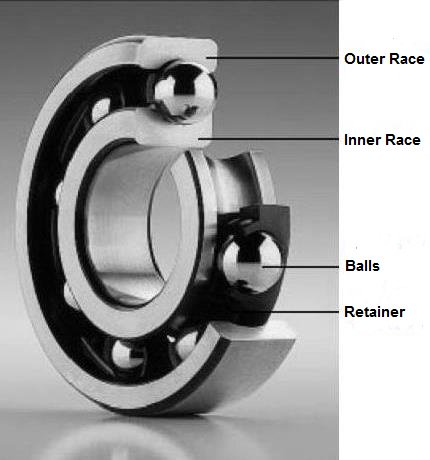 Outer Race
Inner Race
Balls
Retainer